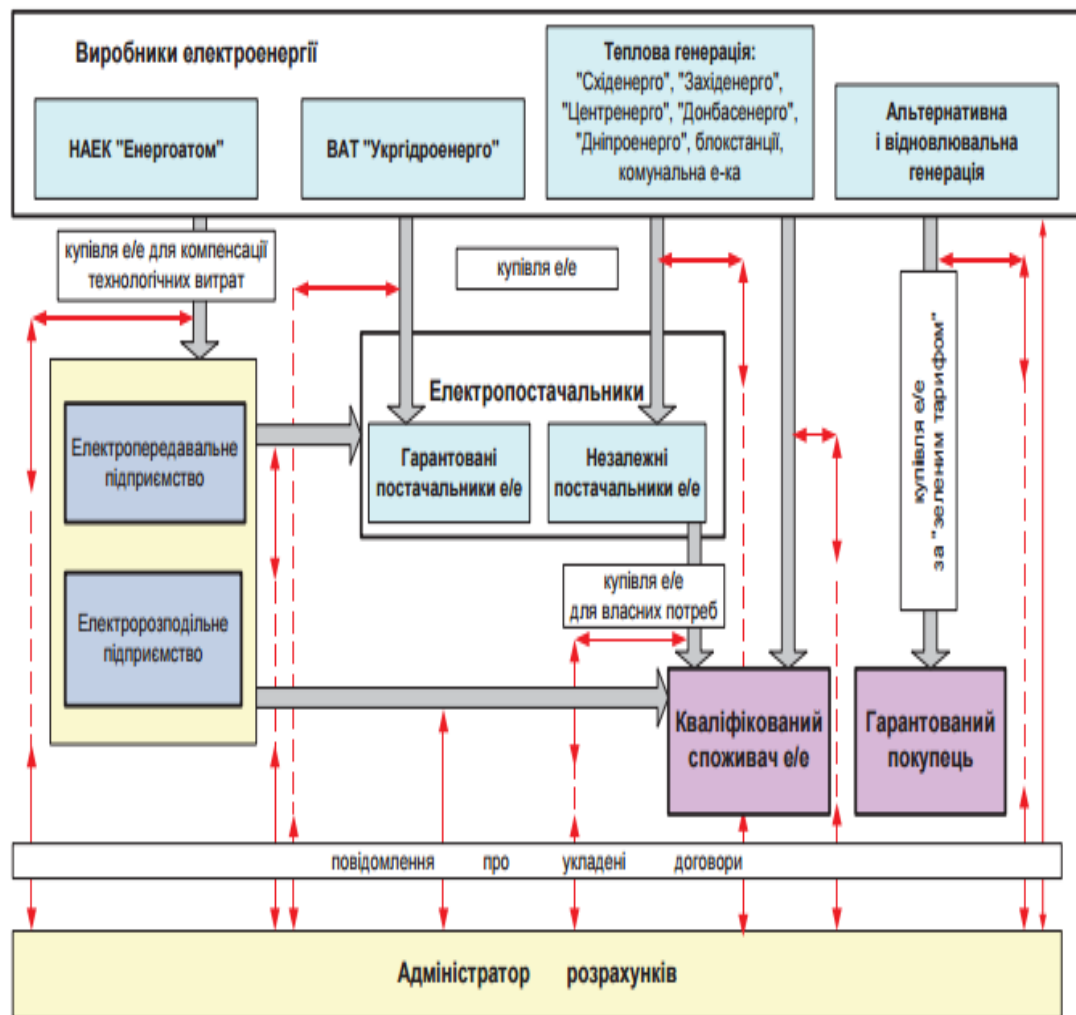 Виробники електроенергії
НАЕК "Енергоатом"
ВАТ "Укргідроенерго"
Теплова генерація:
"Східенерго", "Західенерго",
"Центренерго", "Донбасенерго",
"Дніпроенерго", блокстанції,
комунальна е-ка
Альтернативна
і відновлювальна
генерація
купівля е/е для компенсації
технологічних витрат
купівля е/е
купівля е/е
за "зеленим тарифом"
Електропостачальники
Електропередавальне
підприємство
Гарантовані
постачальники е/е
Незалежні
постачальники е/е
купівля е/е
для власних потреб
Електророзподільне
підприємство
Кваліфікований
споживач е/е
Гарантований
покупець
повідомлення про укладені договори
Адміністратор розрахунків